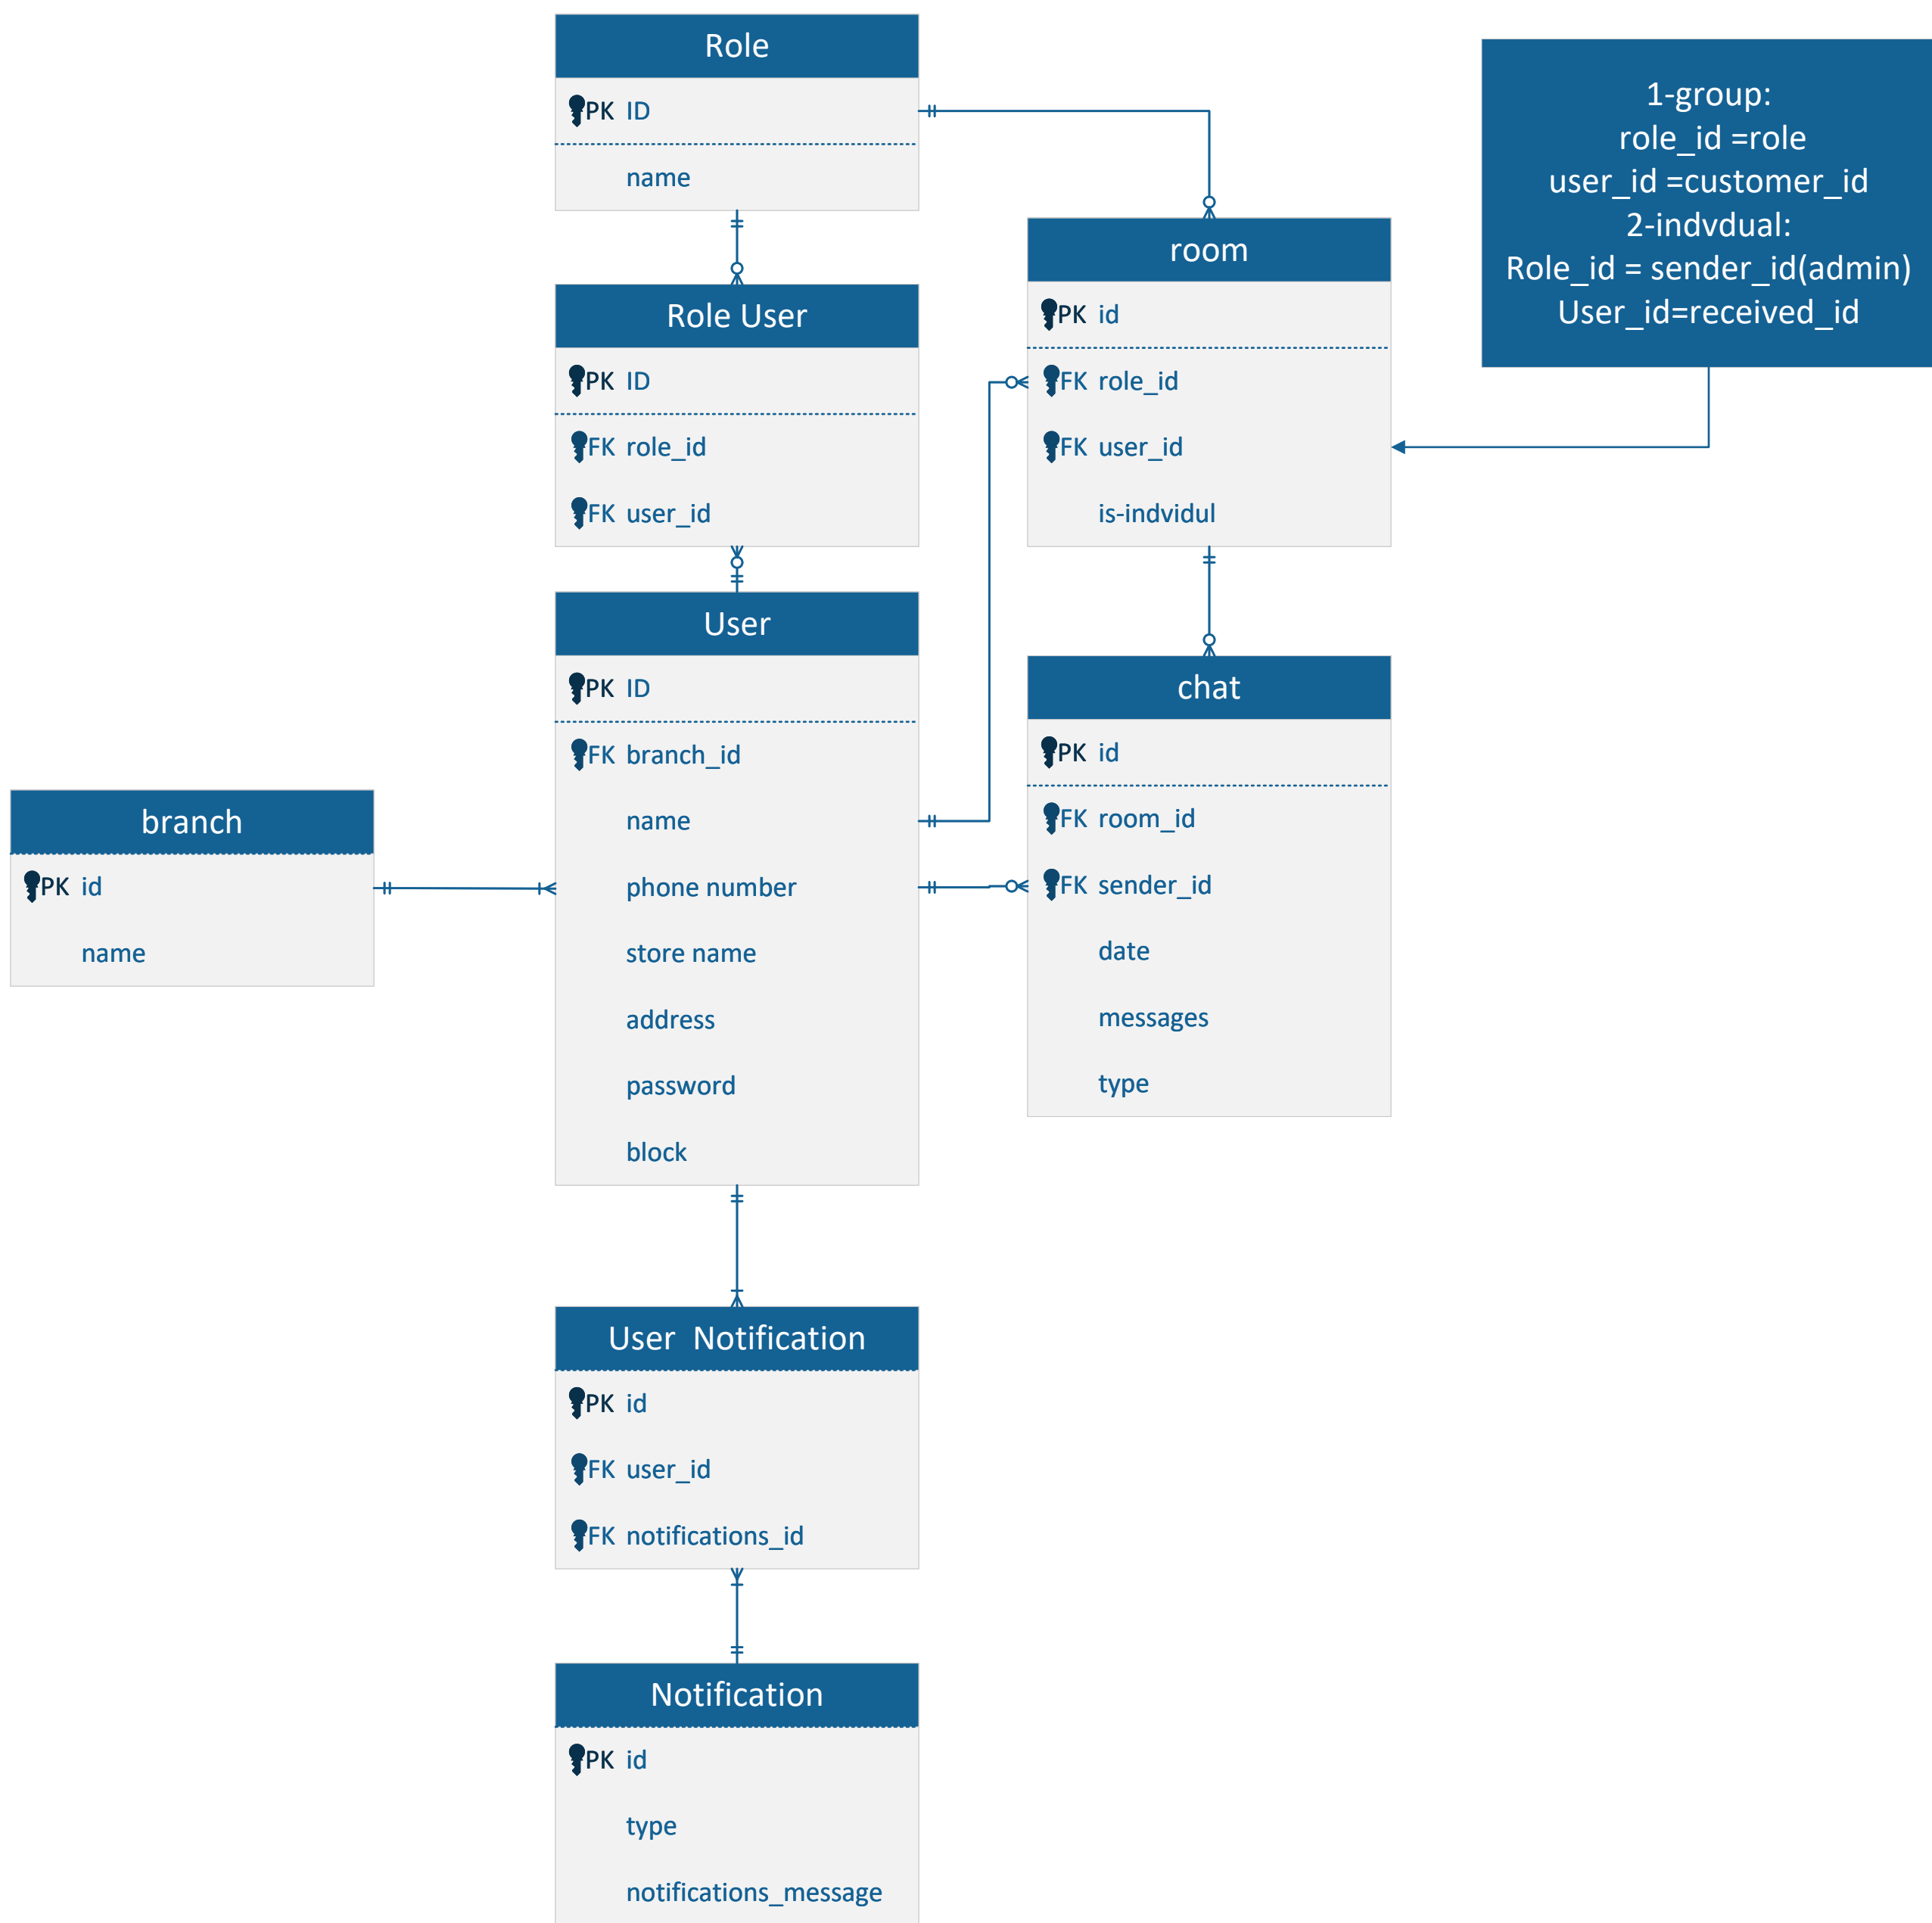 Role
PK ID
name
Role User
PK ID
FK role_id
FK user_id
User
PK ID
FK branch_id
name
phone number
store name
address
password
block
branch
PK id
name
room
PK id
FK role_id
FK user_id
is-indvidul
1-group:
role_id =role
user_id =customer_id
2-indvdual:
Role_id = sender_id(admin)
User_id=received_id
chat
PK id
FK room_id
FK sender_id
date
messages
type
User Notification
PK id
FK user_id
FK notifications_id
Notification
PK id
type
notifications_message